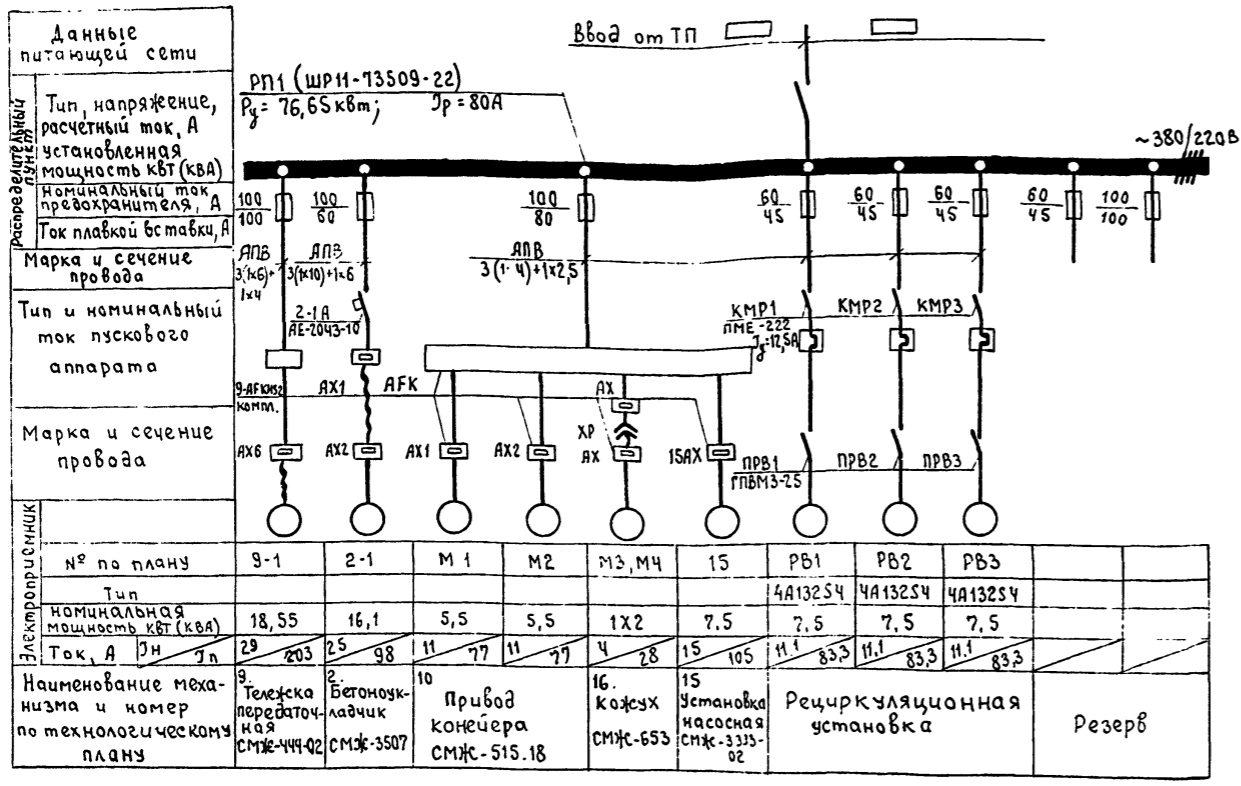 Данные
питающей сети
Ввод от ТП
РП1 (ШР11-73509-22)
Ру = 76,65 квт; Jр = 80А
~380/220В
Распределительный
пункт
Тип, напряжение,
расчетный ток, А
установленная
мощность квт (ква)
номинальный ток
предохранителя, А
Ток плавкой вставки, А
100
100
100
60
100
80
60
45
60
45
60
45
60
45
100
100
Марка и сечение
провода
АПВ
3(1х6)+
1х4
АПВ
3(1х10)+1х6
АПВ
3(1·4)+1х2,5
Тип и номинальный
ток пускового
аппарата
2-1А
АЕ-2043-10
КМР1
ПМЕ-222
Jу=12,5А
КМР2
КМР3
9-АFКН52
компл.
АХ1
АFК
АХ
ХР
АХ
Марка и сечение
провода
АХ6
АХ2
АХ1
АХ2
15АХ
ПРВ1
ГПВМ3-25
ПРВ2
ПРВ3
Электроприемник
№ по плану
9-1
2-1
М1
М2
М3, М4
15
РВ1
РВ2
РВ3
Тип
4А132S4
4А132S4
4А132S4
номинальная
мощность квт (ква)
18,55
16,1
5,5
5,5
1х2
7,5
7,5
7,5
7,5
Ток, А
Jн
Jп
29
203
25
98
11
77
11
77
4
28
15
105
11.1
83,3
11.1
83,3
11.1
83,3
Наименование меха-
низма и номер
по технологическому
плану
9.
Тележка
передаточ-
ная
СМЖ-444-02
2.
Бетоноук-
ладчик
СМЖ-3507
10
Привод
конейера
СМЖ-515.18
16.
Кожух
СМЖ-653
15
Установка
насосная
СМЖ-3333-
02
Рециркуляционная
установка
Резерв